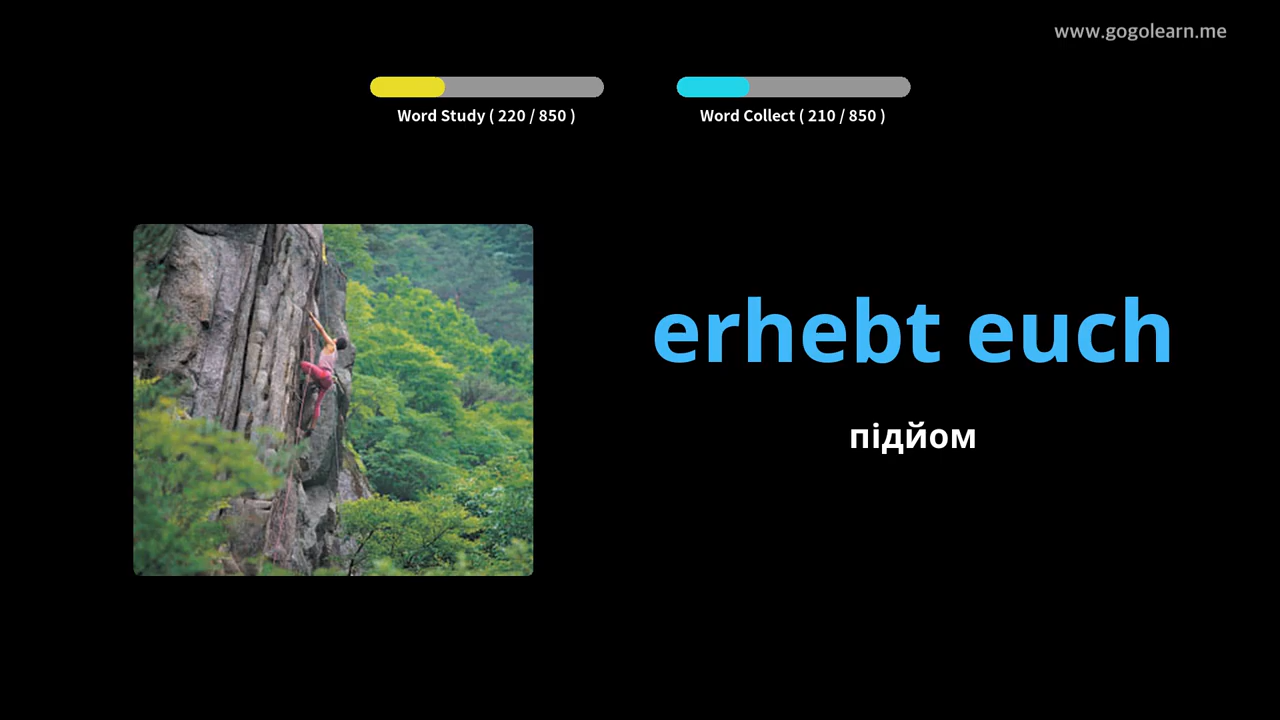 www.gogolearn.me
Word Study ( 220 / 850 )
Word Collect ( 210 / 850 )
erhebt euch
підйом